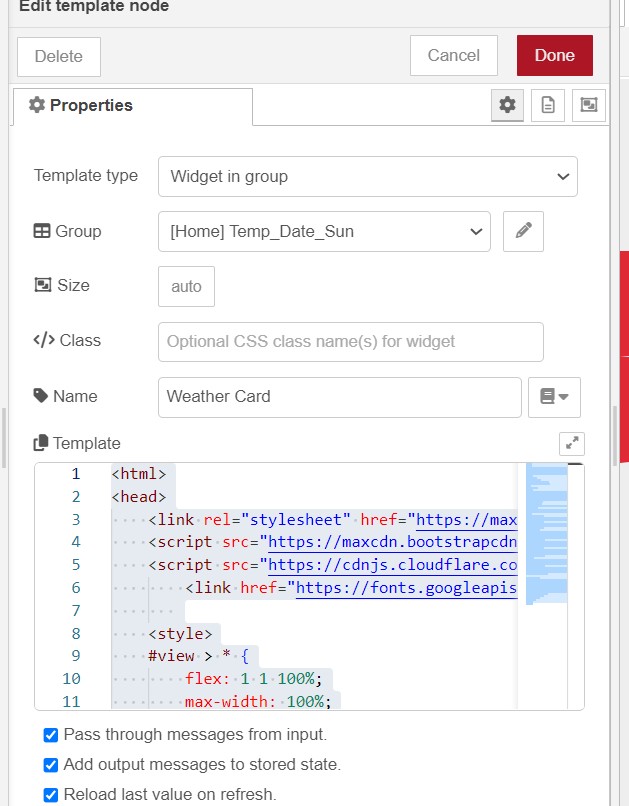 Edit template node
Delete
Cancel
Done
Properties
Template type
Widget in group
Group
[Home] Temp_Date_Sun
Size
auto
</> Class
Optional CSS class name(s) for widget
Name
Weather Card
Template
1 <html>
2 <head>
3 <link rel="stylesheet" href="https://max
4 <script src="https://maxcdn.bootstrapcdn
5 <script src="https://cdnjs.cloudflare.co
6 <link href="https://fonts.googleapis
7
8 <style>
9 #view > * {
10 flex: 1 1 100%;
11 max-width: 100%;
Pass through messages from input.
Add output messages to stored state.
Reload last value on refresh.